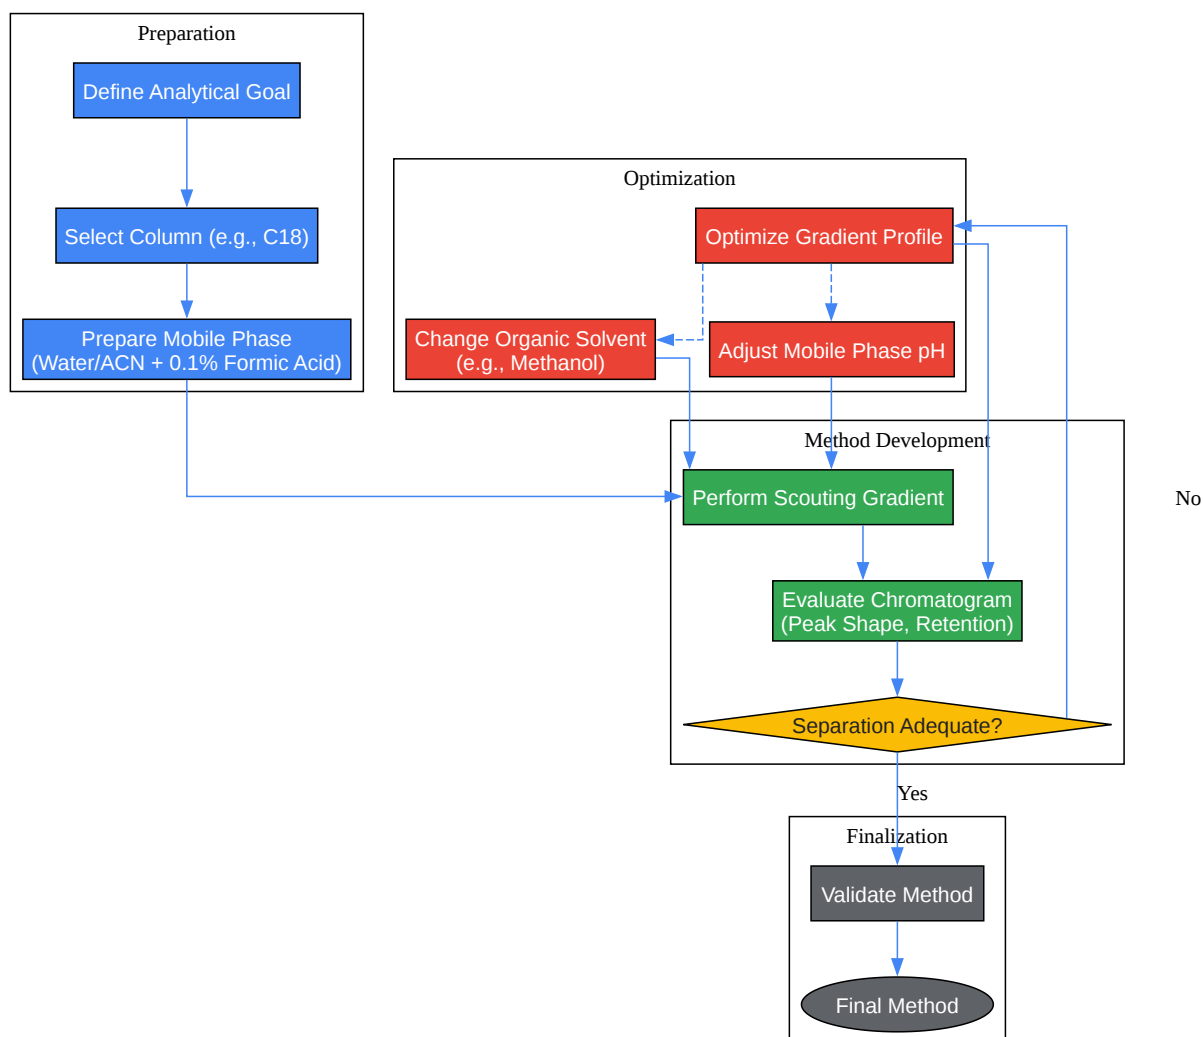 Preparation
Define Analytical Goal
Select Column (e.g., C18)
Prepare Mobile Phase
(Water/ACN + 0.1% Formic Acid)
Optimization
Optimize Gradient Profile
Change Organic Solvent
(e.g., Methanol)
Adjust Mobile Phase pH
Method Development
Perform Scouting Gradient
No
Evaluate Chromatogram
(Peak Shape, Retention)
Separation Adequate?
Yes
Finalization
Validate Method
Final Method